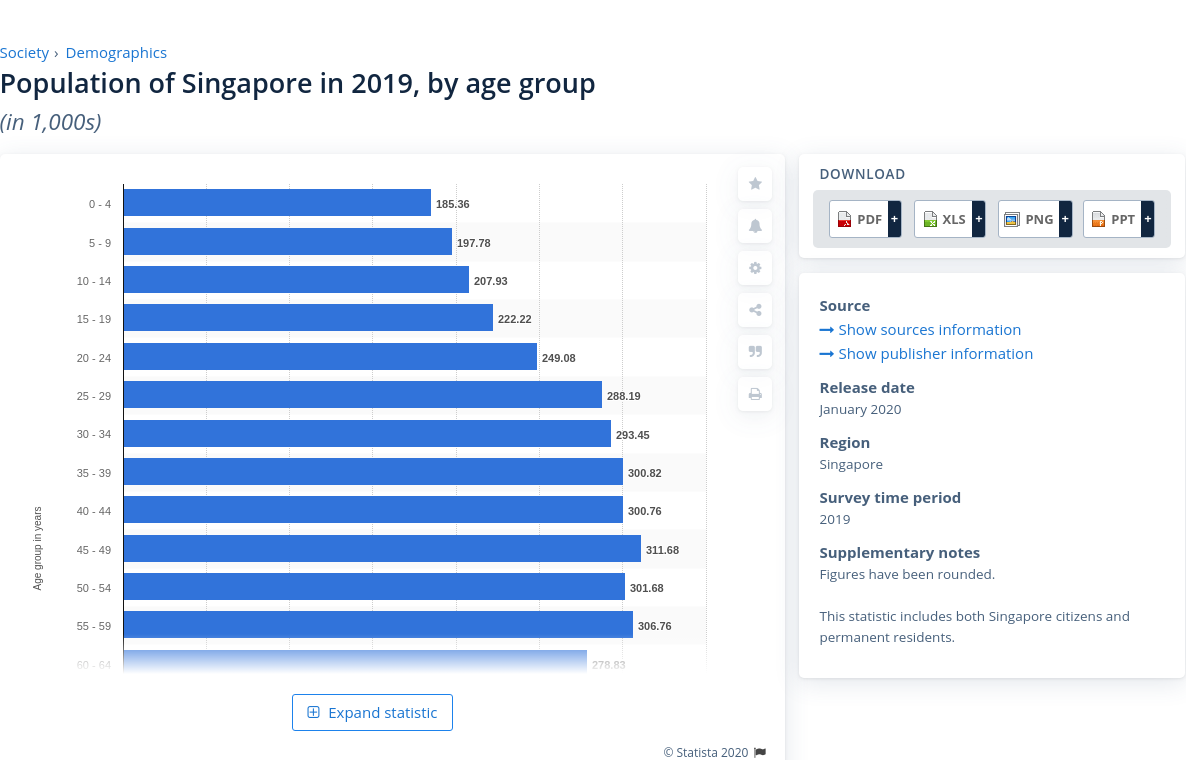 Society › Demographics
Population of Singapore in 2019, by age group
(in 1,000s)
0 - 4 185.36
5 - 9 197.78
10 - 14 207.93
15 - 19 222.22
20 - 24 249.08
25 - 29 288.19
30 - 34 293.45
35 - 39 300.82
40 - 44 300.76
45 - 49 311.68
50 - 54 301.68
55 - 59 306.76
60 - 64 278.83
Age group in years
Expand statistic
© Statista 2020
DOWNLOAD
PDF + XLS + PNG + PPT +
Source
Show sources information
Show publisher information
Release date
January 2020
Region
Singapore
Survey time period
2019
Supplementary notes
Figures have been rounded.
This statistic includes both Singapore citizens and
permanent residents.